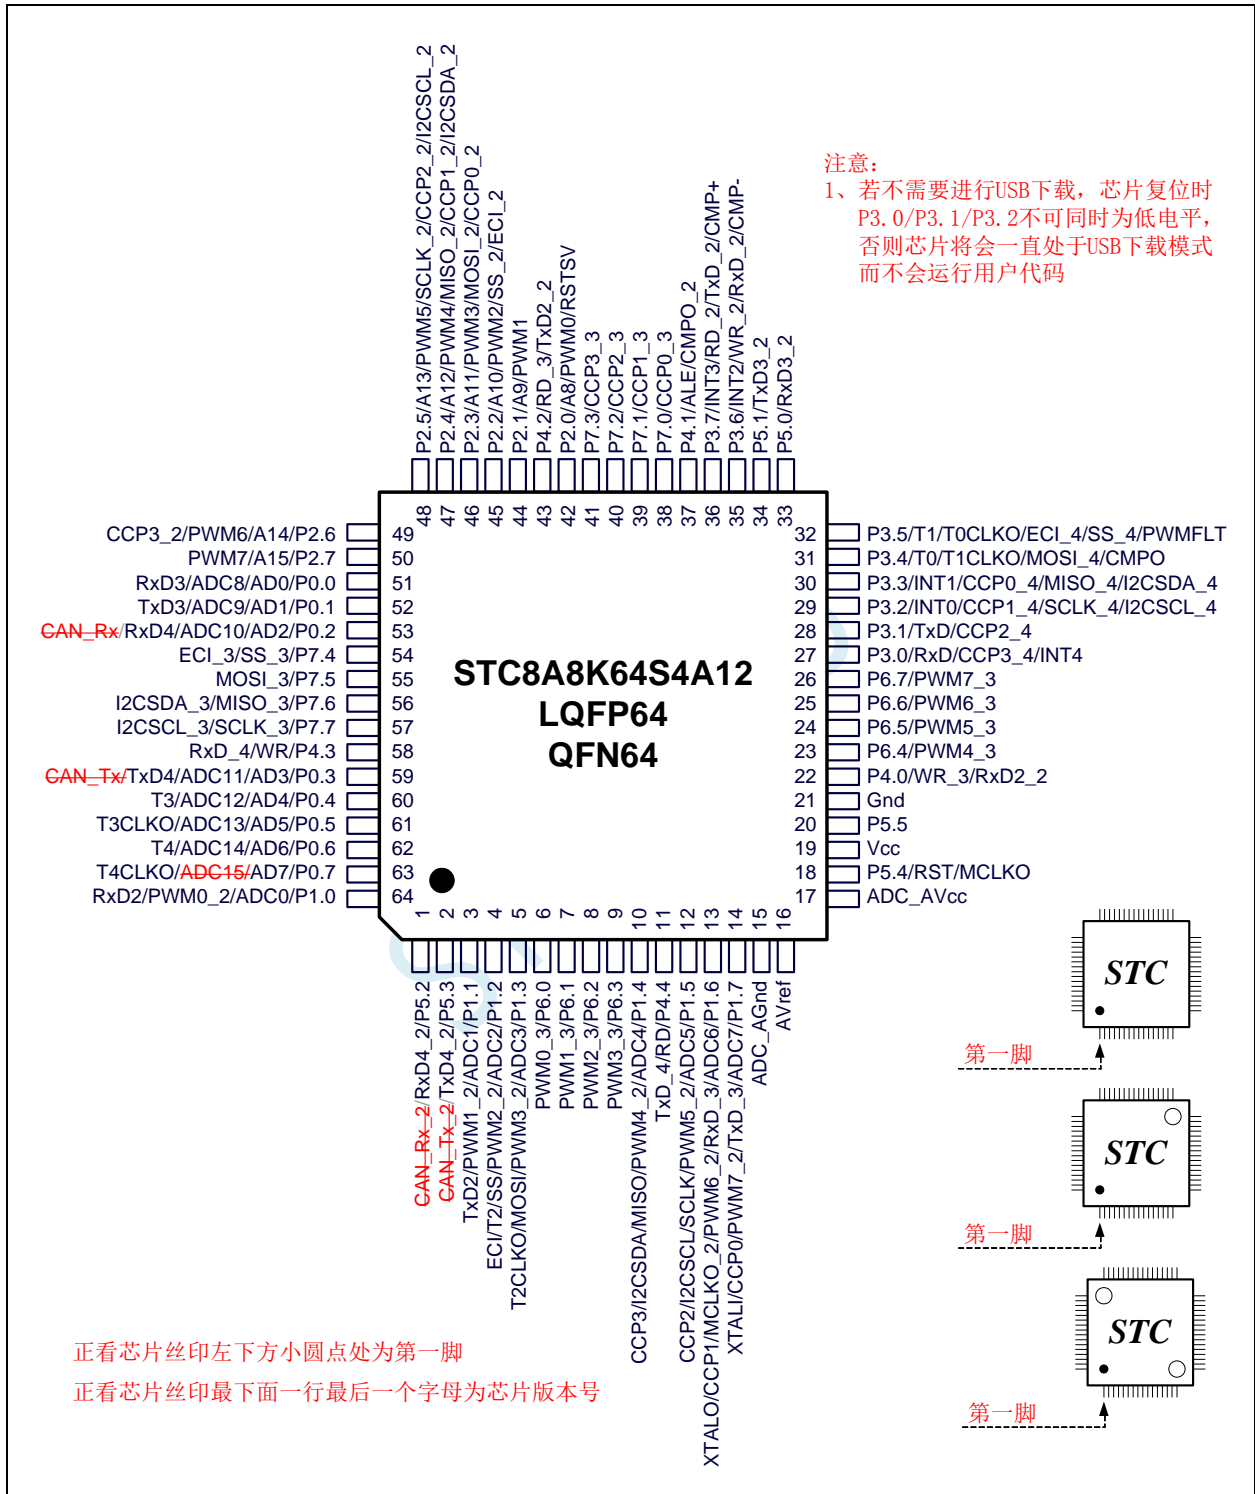 P2.5/A13/PWM5/SCLK_2/CCP2_2/I2CSCL_2
P2.4/A12/PWM4/MISO_2/CCP1_2/I2CSDA_2
P2.3/A11/PWM3/MOSI_2/CCP0_2
P2.2/A10/PWM2/SS_2/ECI_2
P2.1/A9/PWM1
P4.2/RD_3/TxD2_2
P2.0/A8/PWM0/RSTSV
P7.3/CCP3_3
P7.2/CCP2_3
P7.1/CCP1_3
P7.0/CCP0_3
P4.1/ALE/CMPO_2
P3.7/INT3/RD_2/TxD_2/CMP+
P3.6/INT2/WR_2/RxD_2/CMP-
P5.1/TxD3_2
P5.0/RxD3_2
注意:
1、若不需要进行USB下载，芯片复位时
P3.0/P3.1/P3.2不可同时为低电平，
否则芯片将会一直处于USB下载模式
而不会运行用户代码
48 47 46 45 44 43 42 41 40 39 38 37 36 35 34 33
CCP3_2/PWM6/A14/P2.6 49
PWM7/A15/P2.7 50
RxD3/ADC8/AD0/P0.0 51
TxD3/ADC9/AD1/P0.1 52
CAN_Rx/RxD4/ADC10/AD2/P0.2 53
ECI_3/SS_3/P7.4 54
MOSI_3/P7.5 55
I2CSDA_3/MISO_3/P7.6 56
I2CSCL_3/SCLK_3/P7.7 57
RxD_4/WR/P4.3 58
CAN_Tx/TxD4/ADC11/AD3/P0.3 59
T3/ADC12/AD4/P0.4 60
T3CLKO/ADC13/AD5/P0.5 61
T4/ADC14/AD6/P0.6 62
T4CLKO/ADC15/AD7/P0.7 63
RxD2/PWM0_2/ADC0/P1.0 64
STC8A8K64S4A12
LQFP64
QFN64
32 P3.5/T1/T0CLKO/ECI_4/SS_4/PWMFLT
31 P3.4/T0/T1CLKO/MOSI_4/CMPO
30 P3.3/INT1/CCP0_4/MISO_4/I2CSDA_4
29 P3.2/INT0/CCP1_4/SCLK_4/I2CSCL_4
28 P3.1/TxD/CCP2_4
27 P3.0/RxD/CCP3_4/INT4
26 P6.7/PWM7_3
25 P6.6/PWM6_3
24 P6.5/PWM5_3
23 P6.4/PWM4_3
22 P4.0/WR_3/RxD2_2
21 Gnd
20 P5.5
19 Vcc
18 P5.4/RST/MCLKO
17 ADC_AVcc
1 2 3 4 5 6 7 8 9 10 11 12 13 14 15 16
CAN_Rx_2/RxD4_2/P5.2
CAN_Tx_2/TxD4_2/P5.3
TxD2/PWM1_2/ADC1/P1.1
ECI/T2/SS/PWM2_2/ADC2/P1.2
T2CLKO/MOSI/PWM3_2/ADC3/P1.3
PWM0_3/P6.0
PWM1_3/P6.1
PWM2_3/P6.2
PWM3_3/P6.3
CCP3/I2CSDA/MISO/PWM4_2/ADC4/P1.4
TxD_4/RD/P4.4
CCP2/I2CSCL/SCLK/PWM5_2/ADC5/P1.5
XTALO/CCP1/MCLKO_2/PWM6_2/RxD_3/ADC6/P1.6
XTALI/CCP0/PWM7_2/TxD_3/ADC7/P1.7
ADC_AGnd
AVref
STC
第一脚
STC
第一脚
STC
第一脚
正看芯片丝印左下方小圆点处为第一脚
正看芯片丝印最下面一行最后一个字母为芯片版本号